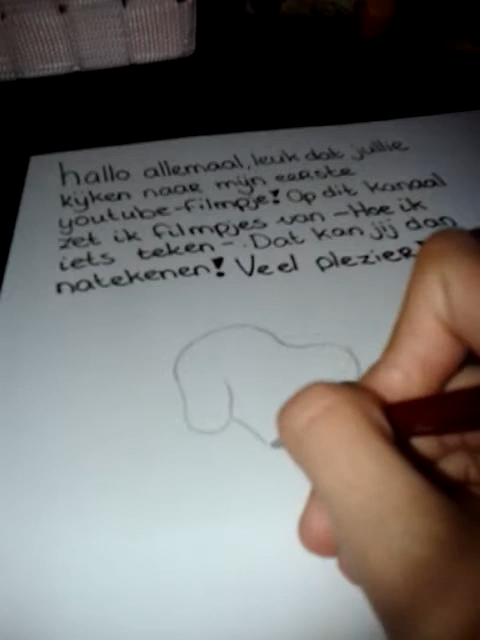 hallo allemaal, leuk dat jullie
kijken naar mijn eerste
youtube-filmpje! Op dit kanaal
zet ik filmpjes van -Hoe ik
iets teken-. Dat kan jij dan
natekenen! Veel plezier!